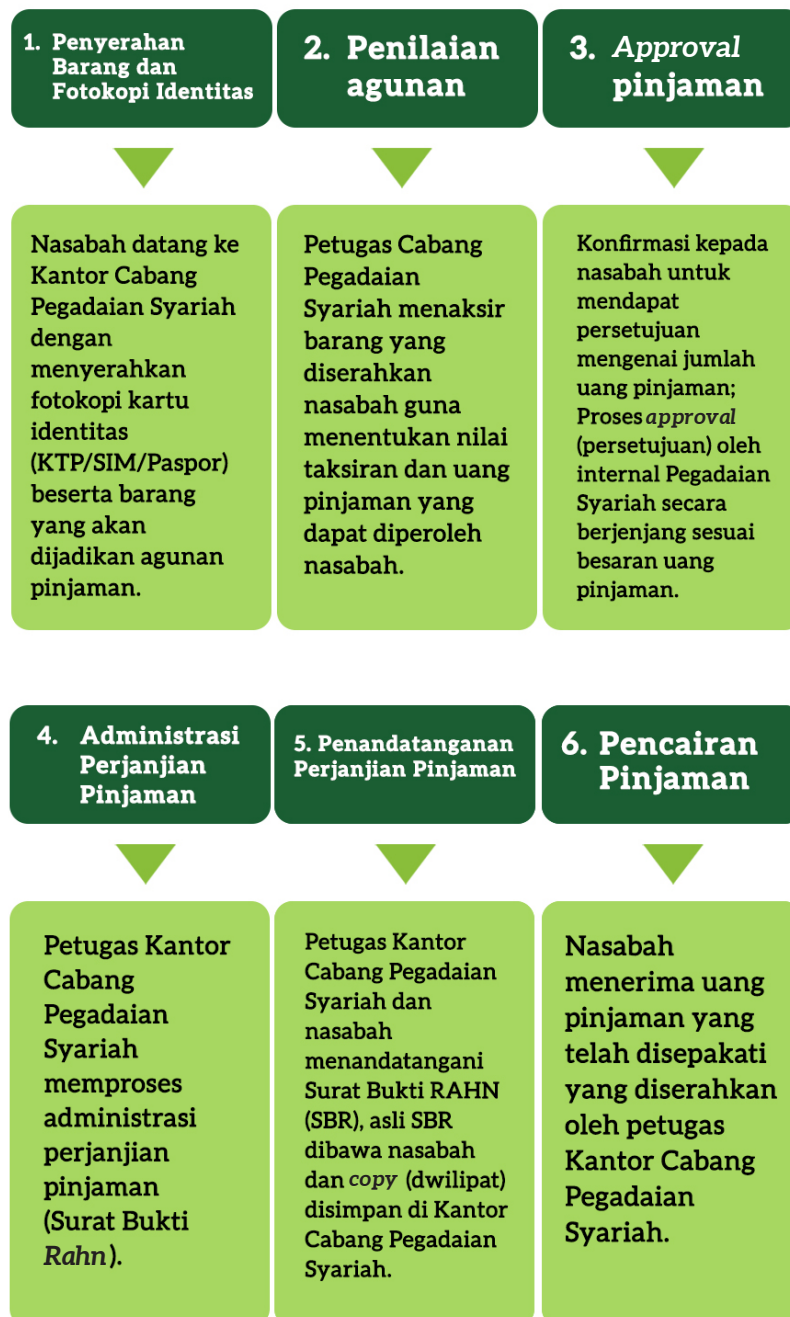 1. Penyerahan
Barang dan
Fotokopi Identitas
2. Penilaian
agunan
3. Approval
pinjaman
Nasabah datang ke
Kantor Cabang
Pegadaian Syariah
dengan
menyerahkan
fotokopi kartu
identitas
(KTP/SIM/Paspor)
beserta barang
yang akan
dijadikan agunan
pinjaman.
Petugas Cabang
Pegadaian
Syariah menaksir
barang yang
diserahkan
nasabah guna
menentukan nilai
taksiran dan uang
pinjaman yang
dapat diperoleh
nasabah.
Konfirmasi kepada
nasabah untuk
mendapat
persetujuan
mengenai jumlah
uang pinjaman;
Proses approval
(persetujuan) oleh
internal Pegadaian
Syariah secara
berjenjang sesuai
besaran uang
pinjaman.
4. Administrasi
Perjanjian
Pinjaman
5. Penandatanganan
Perjanjian Pinjaman
6. Pencairan
Pinjaman
Petugas Kantor
Cabang
Pegadaian
Syariah
memproses
administrasi
perjanjian
pinjaman
(Surat Bukti
Rahn).
Petugas Kantor
Cabang Pegadaian
Syariah dan
nasabah
menandatangani
Surat Bukti RAHN
(SBR), asli SBR
dibawa nasabah
dan copy (dwilipat)
disimpan di Kantor
Cabang Pegadaian
Syariah.
Nasabah
menerima uang
pinjaman yang
telah disepakati
yang diserahkan
oleh petugas
Kantor Cabang
Pegadaian
Syariah.